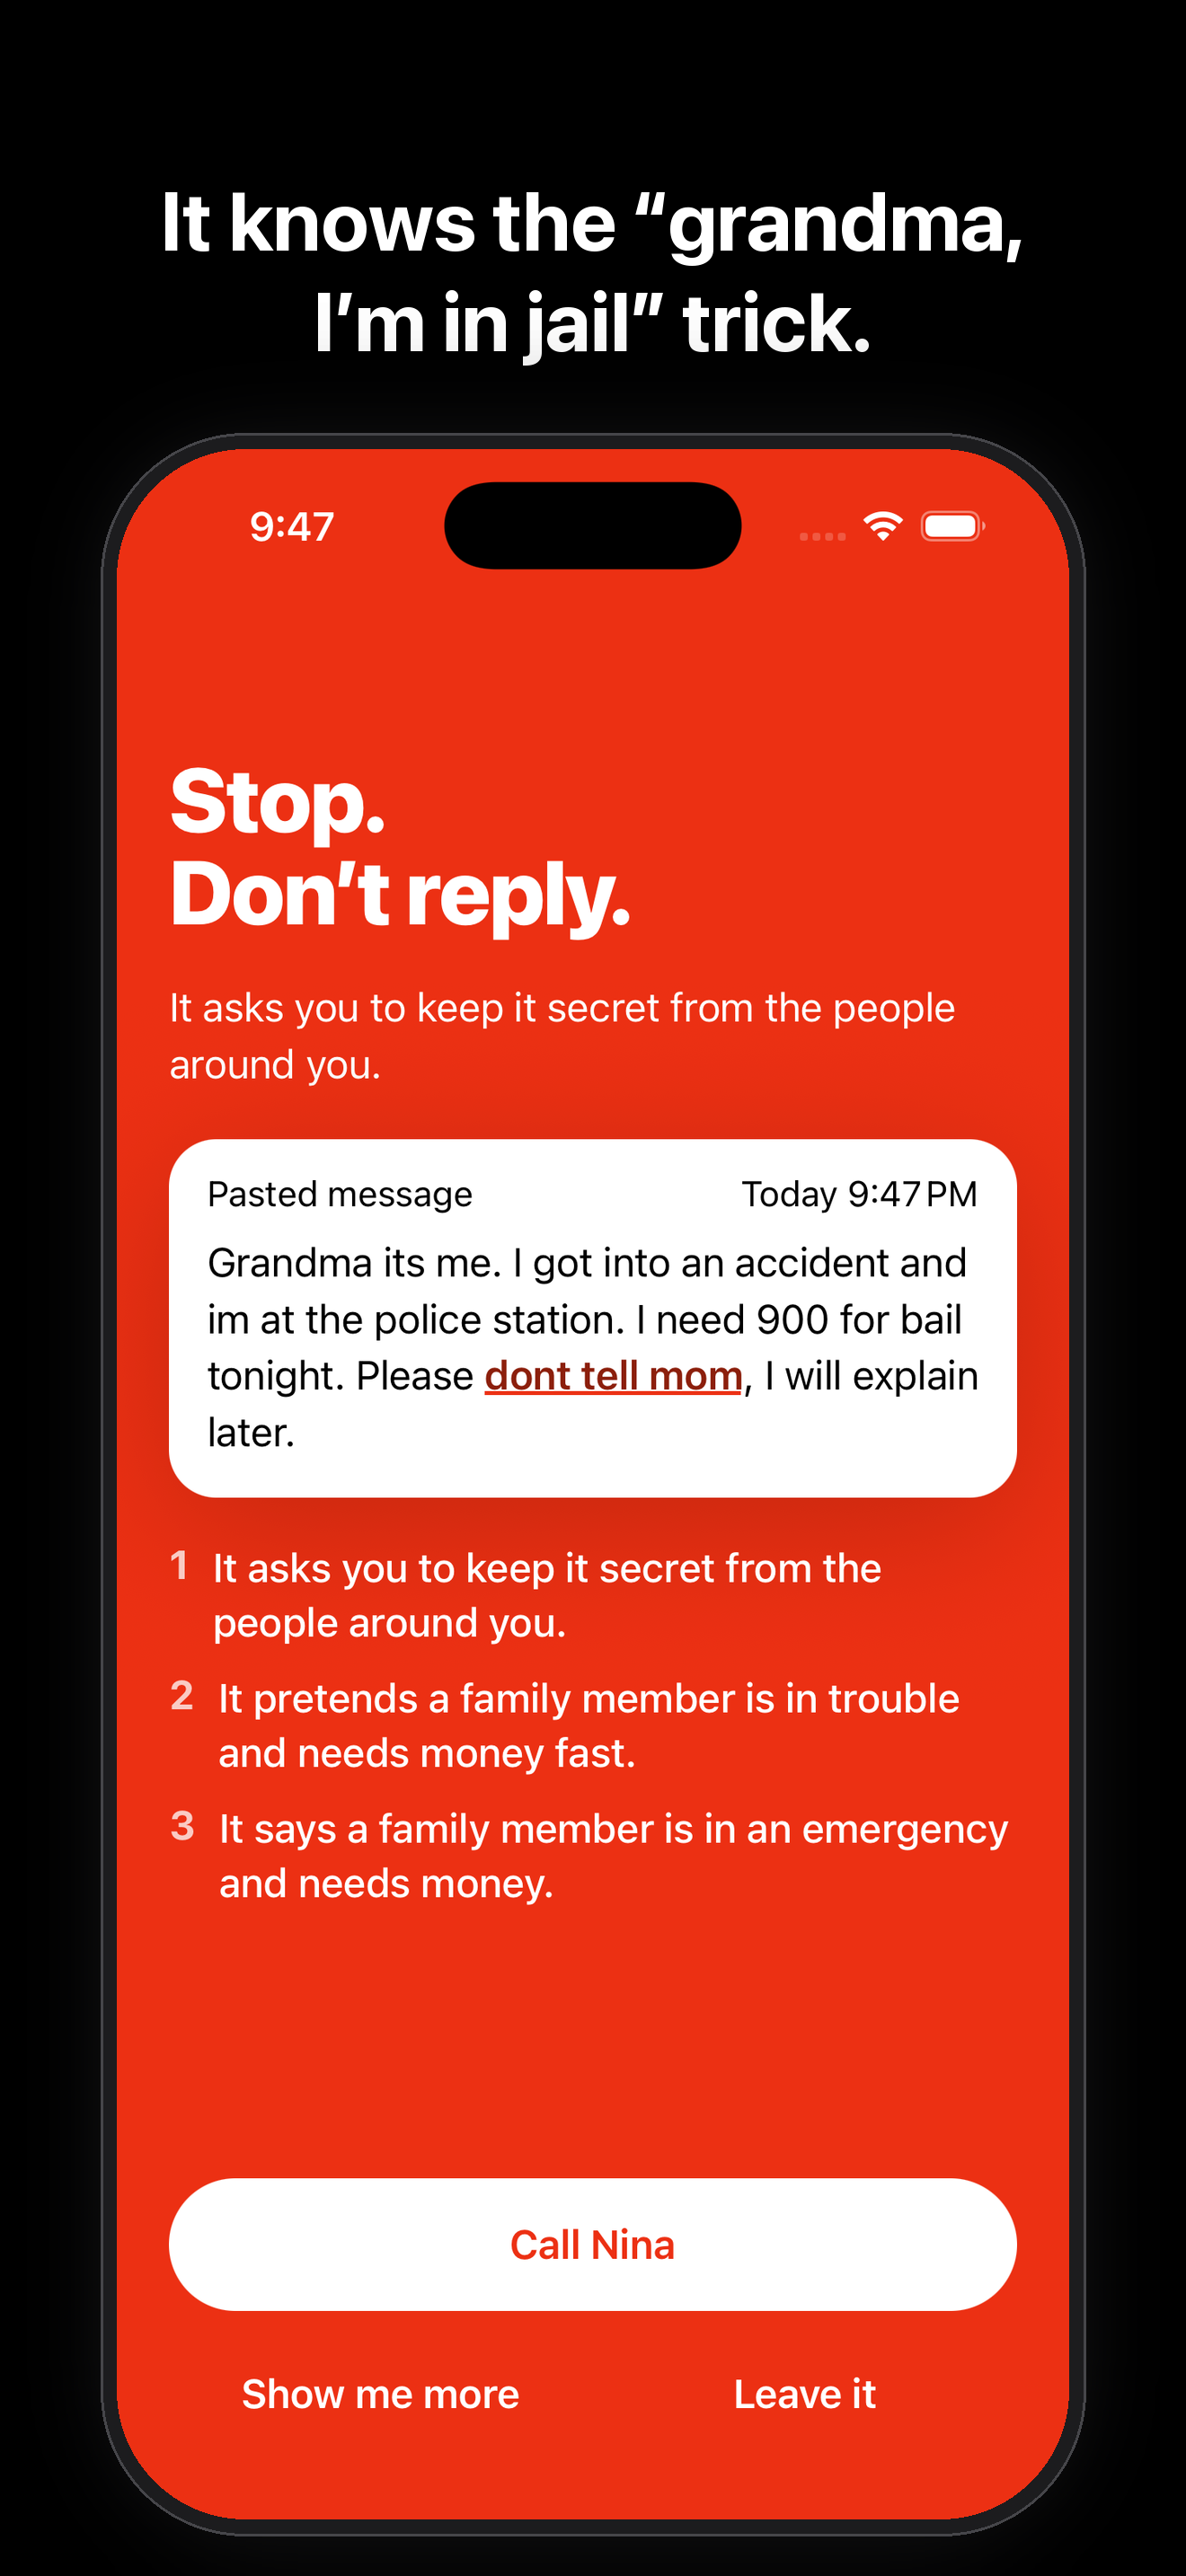 It knows the “grandma,
I’m in jail” trick.
9:47
Stop.
Don’t reply.
It asks you to keep it secret from the people
around you.
Pasted message Today 9:47 PM
Grandma its me. I got into an accident and
im at the police station. I need 900 for bail
tonight. Please dont tell mom, I will explain
later.
1 It asks you to keep it secret from the
people around you.
2 It pretends a family member is in trouble
and needs money fast.
3 It says a family member is in an emergency
and needs money.
Call Nina
Show me more Leave it